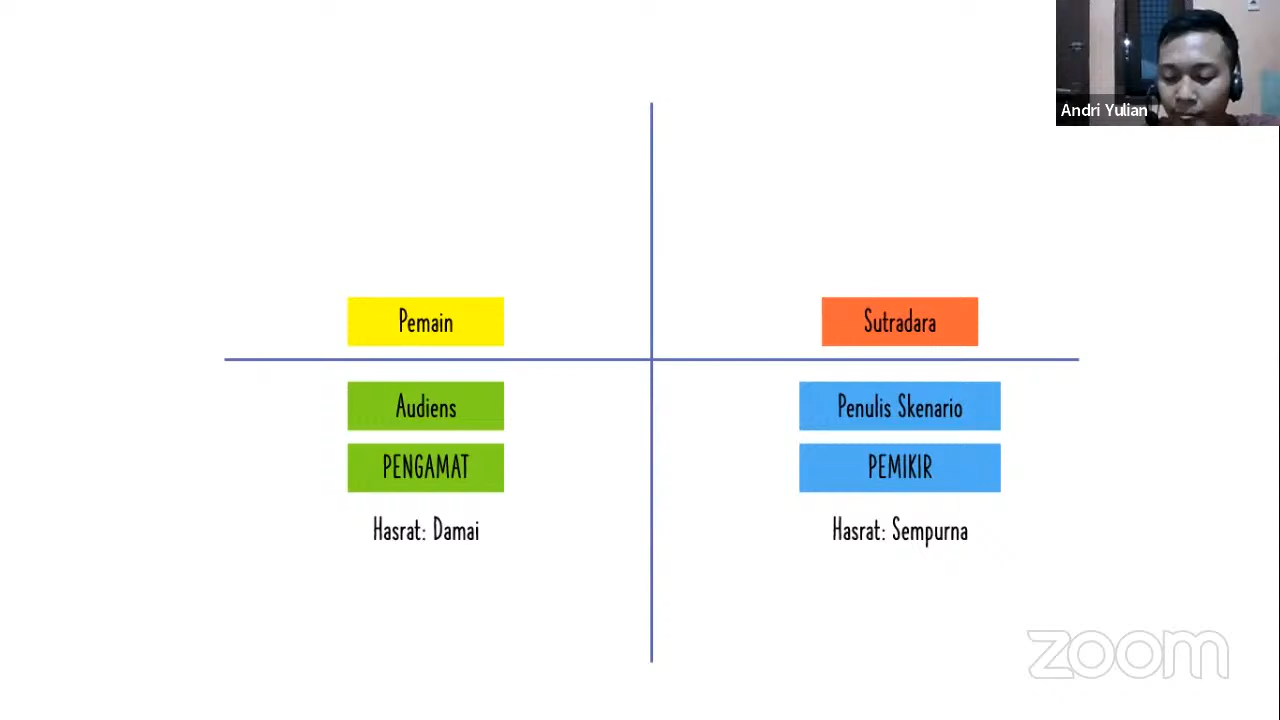 Andri Yulian
Pemain
Sutradara
Audiens
Penulis Skenario
PENGAMAT
PEMIKIR
Hasrat: Damai
Hasrat: Sempurna
zoom